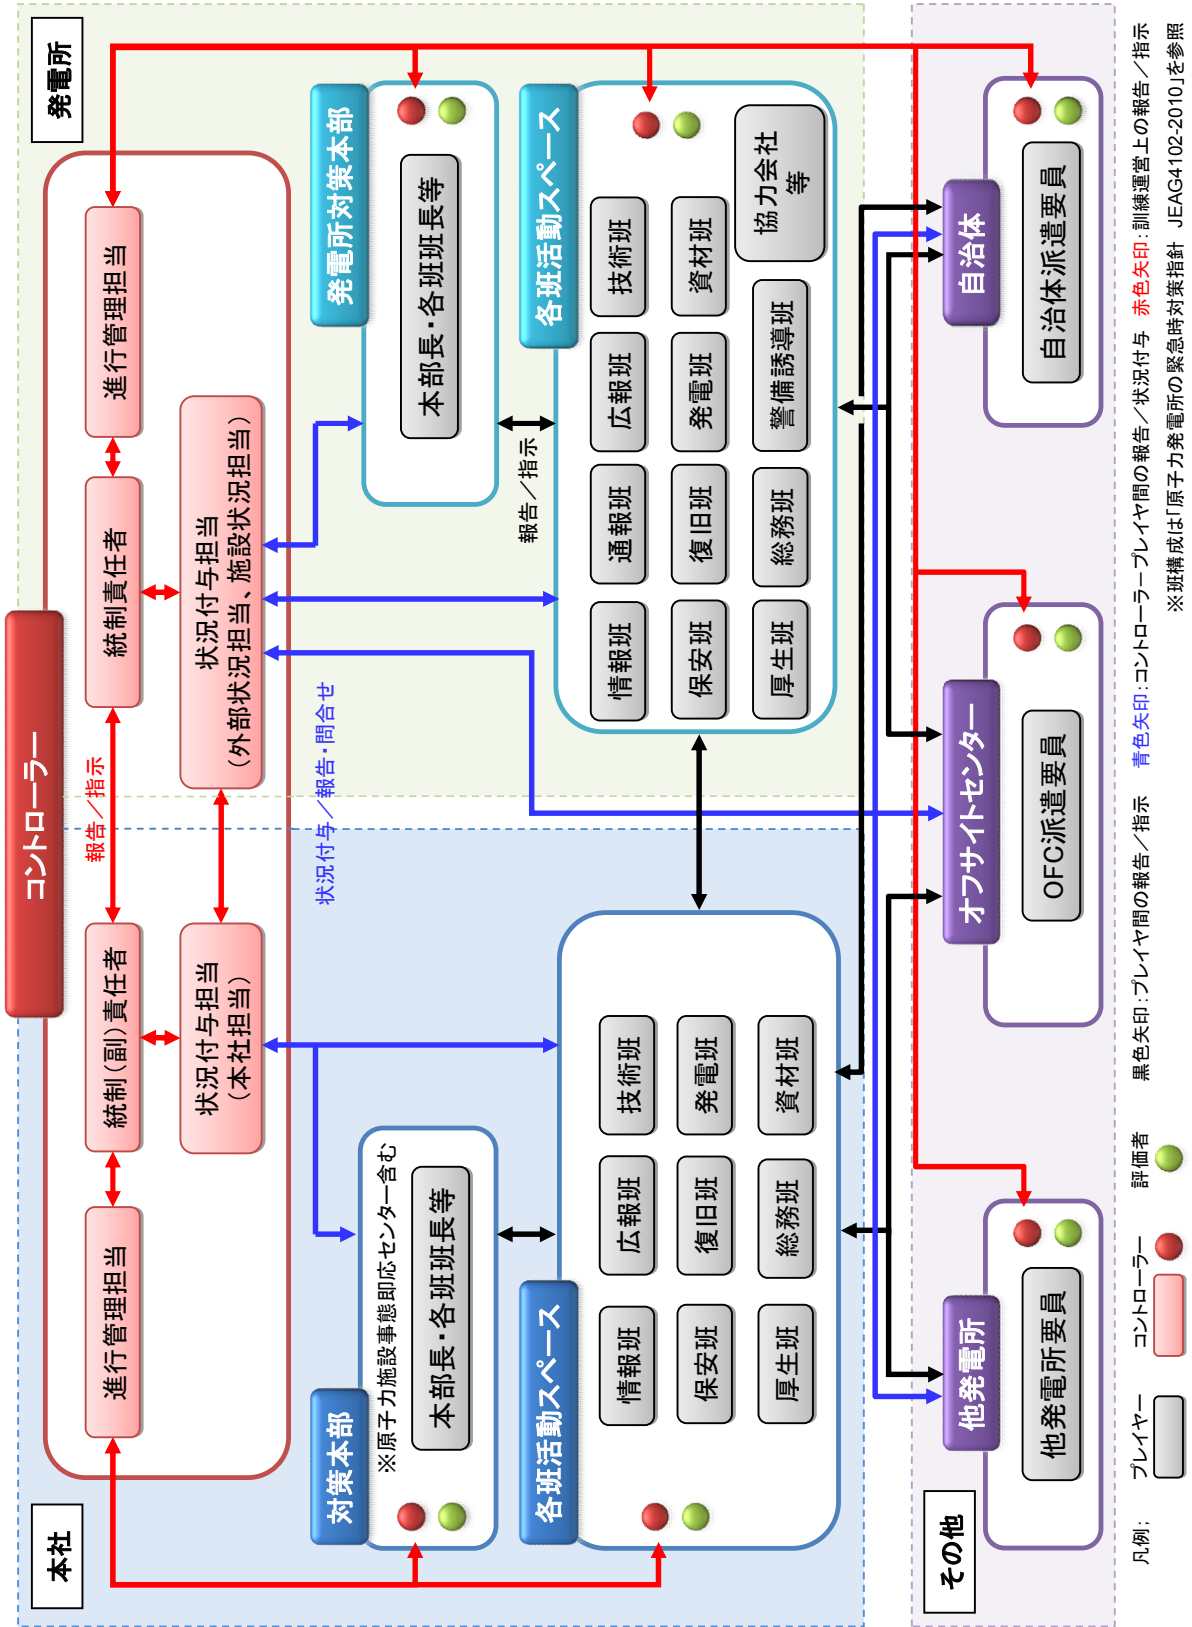 コントローラー
本社
発電所
進行管理担当
統制（副）責任者
報告／指示
統制責任者
進行管理担当
状況付与担当
（本社担当）
状況付与担当
（外部状況担当、施設状況担当）
状況付与／報告・問合せ
対策本部
※原子力施設事態即応センター含む
本部長・各班班長等
発電所対策本部
本部長・各班班長等
報告／指示
各班活動スペース
情報班
広報班
技術班
保安班
復旧班
発電班
厚生班
総務班
資材班
各班活動スペース
情報班
通報班
広報班
技術班
保安班
復旧班
発電班
資材班
厚生班
総務班
警備誘導班
協力会社
等
その他
他発電所
他発電所要員
オフサイトセンター
OFC派遣要員
自治体
自治体派遣要員
凡例；
プレイヤー
コントローラー
評価者
黒色矢印：プレイヤ間の報告／指示
青色矢印：コントローラープレイヤ間の報告／状況付与
赤色矢印：訓練運営上の報告／指示
※班構成は「原子力発電所の緊急時対策指針 JEAG4102-2010」を参照